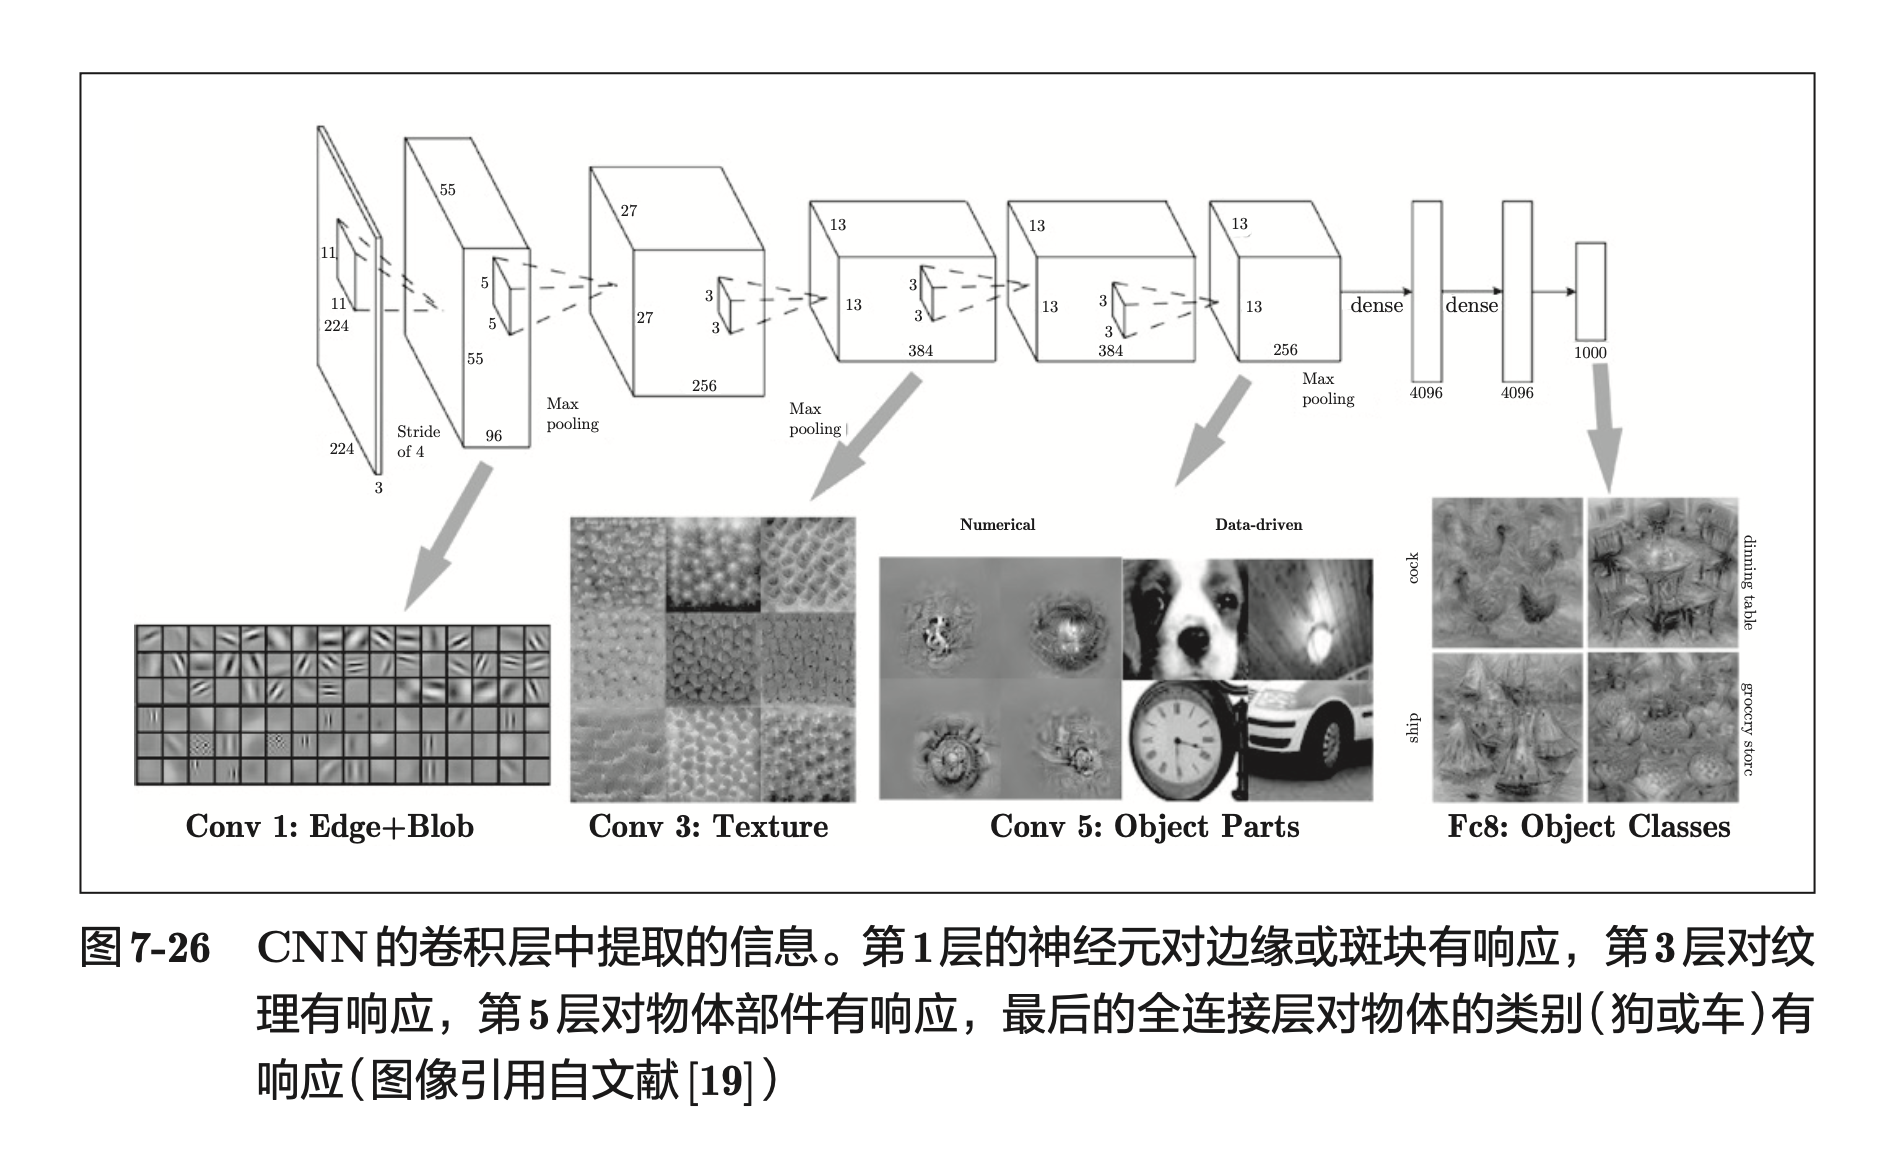 55
27
13
13
13
11
11
224
224
3
Stride
of 4
5
5
55
96
Max
pooling
3
3
27
256
Max
pooling
3
3
13
384
3
3
13
384
13
256
Max
pooling
dense
4096
dense
4096
1000
Numerical
Data-driven
cock
dinning table
ship
groccry storc
Conv 1: Edge+Blob
Conv 3: Texture
Conv 5: Object Parts
Fc8: Object Classes
图7-26 CNN的卷积层中提取的信息。第1层的神经元对边缘或斑块有响应，第3层对纹
理有响应，第5层对物体部件有响应，最后的全连接层对物体的类别（狗或车）有
响应（图像引用自文献[19]）